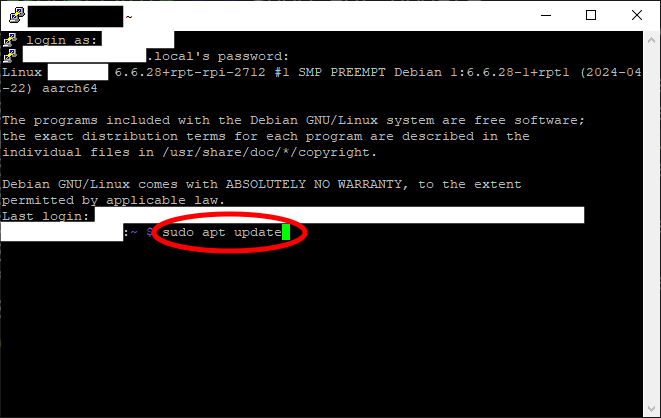 ~
login as:
.local's password:
Linux 6.6.28+rpt-rpi-2712 #1 SMP PREEMPT Debian 1:6.6.28-1+rpt1 (2024-04
-22) aarch64
The programs included with the Debian GNU/Linux system are free software;
the exact distribution terms for each program are described in the
individual files in /usr/share/doc/*/copyright.
Debian GNU/Linux comes with ABSOLUTELY NO WARRANTY, to the extent
permitted by applicable law.
Last login:
:~ $ sudo apt update